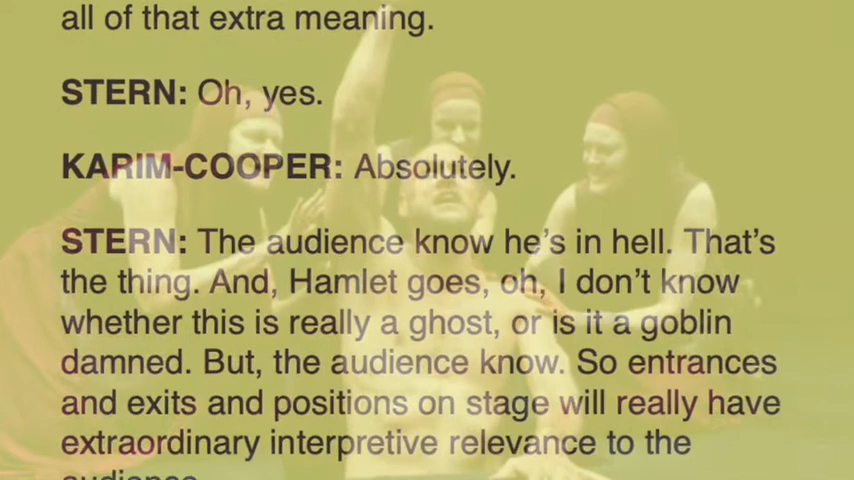 all of that extra meaning.
STERN: Oh, yes.
KARIM-COOPER: Absolutely.
STERN: The audience know he's in hell. That's
the thing. And, Hamlet goes, oh, I don't know
whether this is really a ghost, or is it a goblin
damned. But, the audience know. So entrances
and exits and positions on stage will really have
extraordinary interpretive relevance to the
audience.